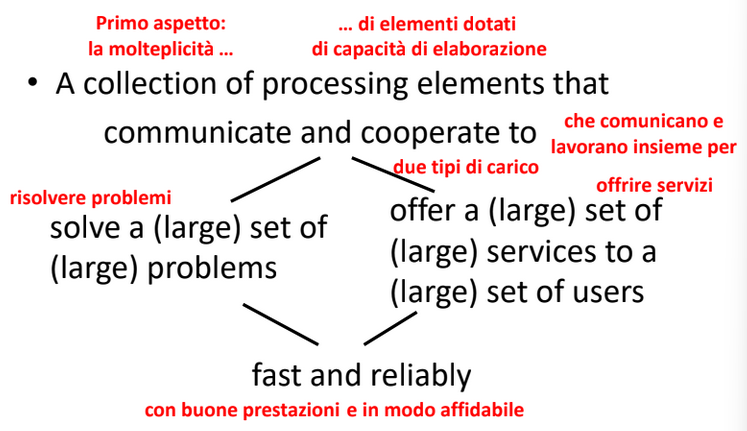 Primo aspetto:
la molteplicità ...
... di elementi dotati
di capacità di elaborazione
• A collection of processing elements that
communicate and cooperate to
che comunicano e
lavorano insieme per
due tipi di carico
risolvere problemi
solve a (large) set of
(large) problems
offrire servizi
offer a (large) set of
(large) services to a
(large) set of users
fast and reliably
con buone prestazioni e in modo affidabile